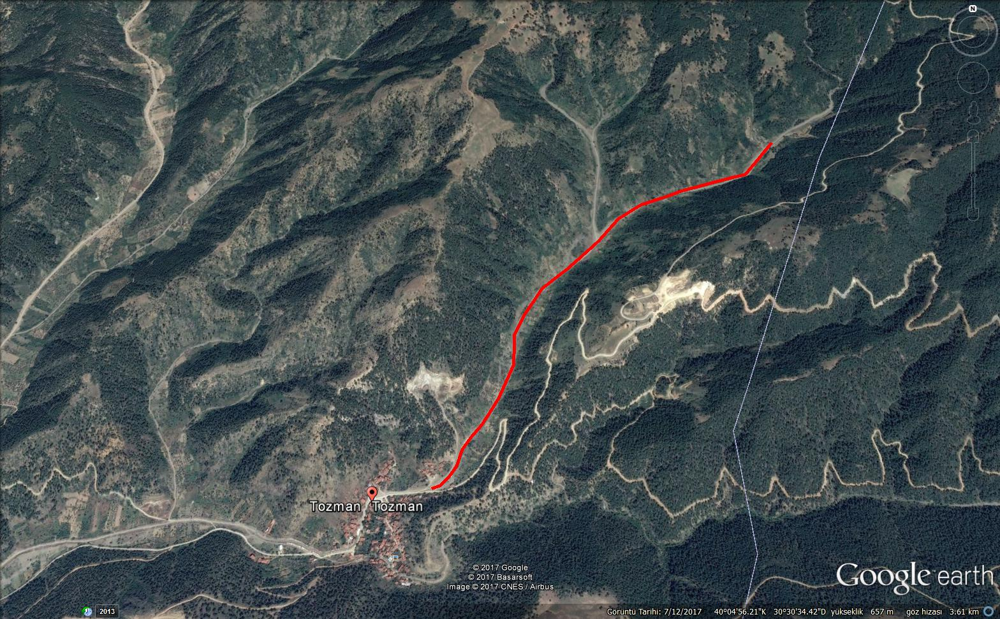 N
Tozman Tozman
© 2017 Google
© 2017 Basarsoft
Image © 2017 CNES / Airbus
Google earth
2013
Görüntü Tarihi: 7/12/2017 40°04'56.21"K 30°30'34.42"D yükseklik 657 m göz hizası 3.61 km